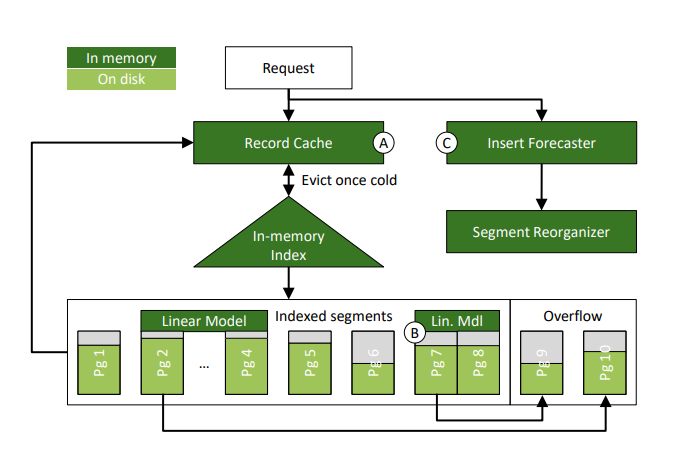 In memory
On disk
Request
Record Cache
A
C
Insert Forecaster
Evict once cold
In-memory
Index
Segment Reorganizer
Linear Model
Indexed segments
Lin. Mdl
Overflow
B
Pg 1
Pg 2
...
Pg 4
Pg 5
Pg 6
Pg 7
Pg 8
Pg 9
Pg 10